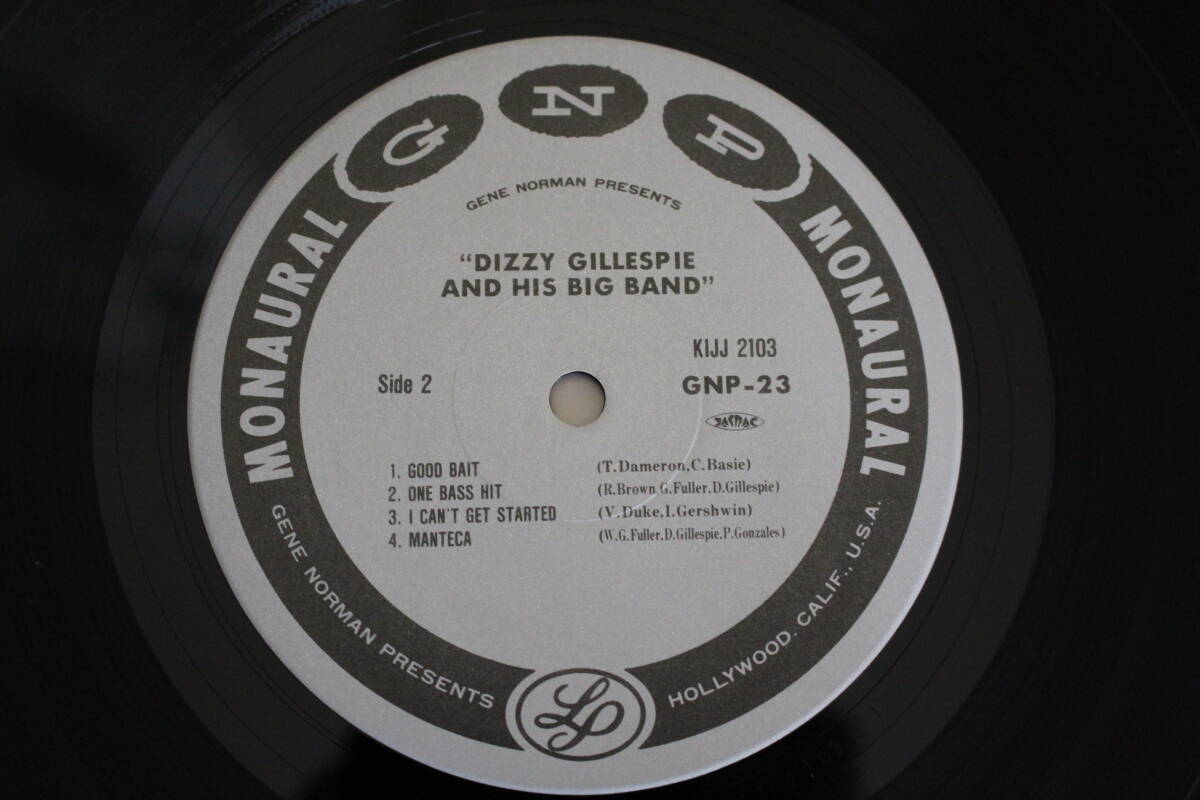 G N P
GENE NORMAN PRESENTS
"DIZZY GILLESPIE
AND HIS BIG BAND"
MONAURAL
MONAURAL
KIJJ 2103
Side 2
GNP-23
JASRAC
1. GOOD BAIT (T.Dameron,C.Basie)
2. ONE BASS HIT (R.Brown,G.Fuller,D.Gillespie)
3. I CAN'T GET STARTED (V.Duke,I.Gershwin)
4. MANTECA (W.G.Fuller,D.Gillespie,P.Gonzales)
GENE NORMAN PRESENTS
LP
HOLLYWOOD, CALIF., U.S.A.